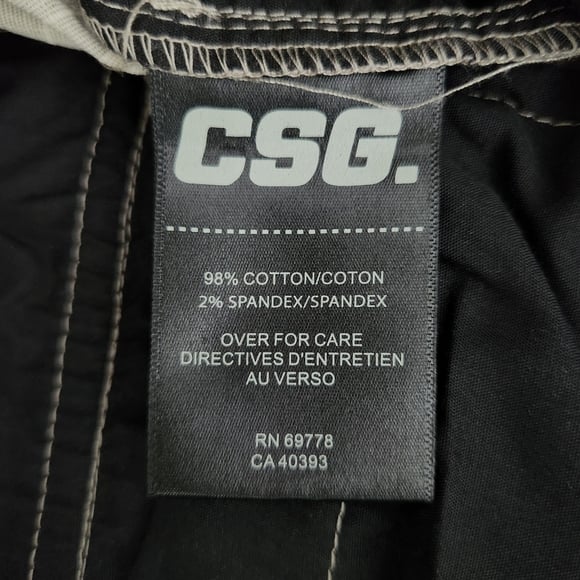 CSG.
98% COTTON/COTON
2% SPANDEX/SPANDEX
OVER FOR CARE
DIRECTIVES D'ENTRETIEN
AU VERSO
RN 69778
CA 40393